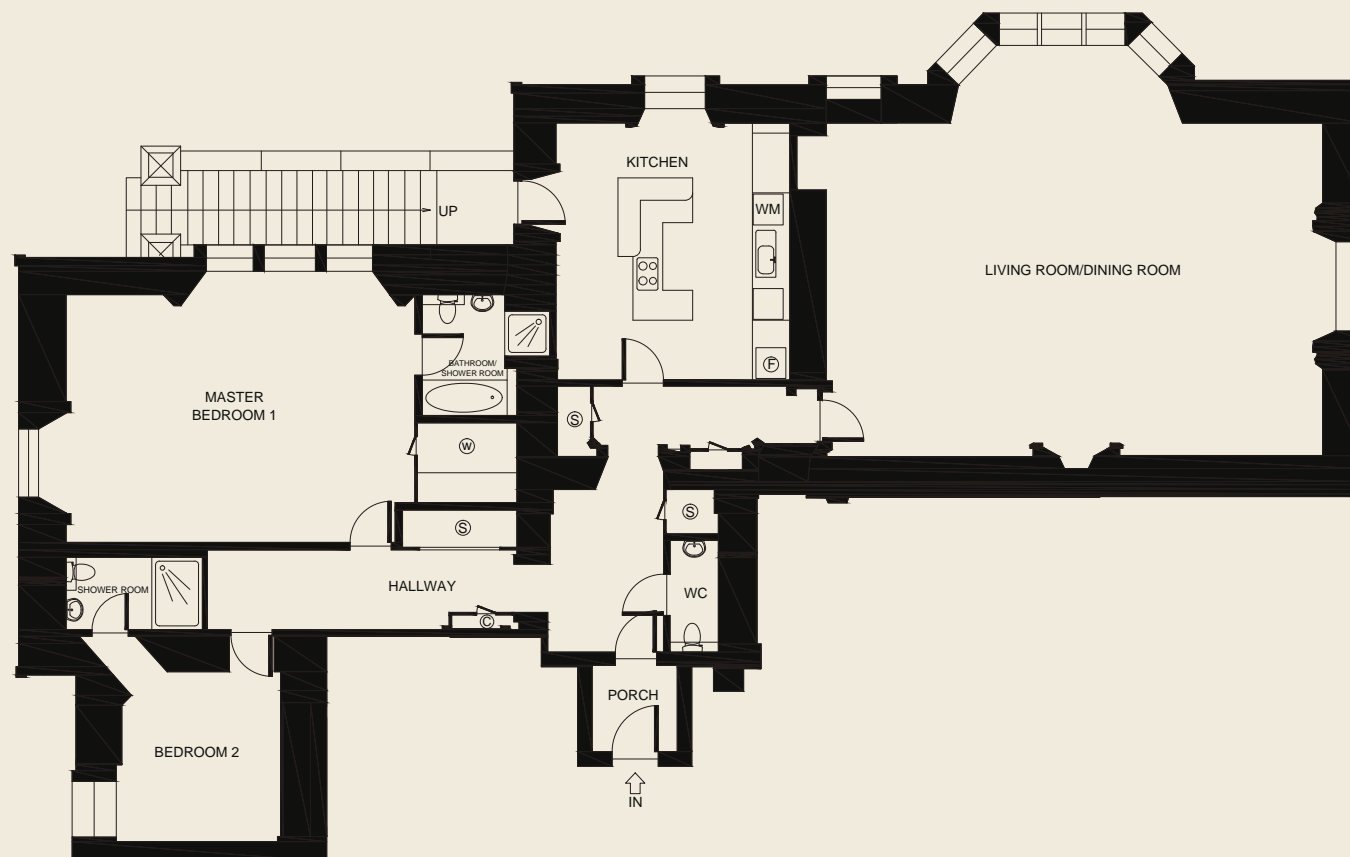 KITCHEN
UP
WM
LIVING ROOM/DINING ROOM
F
BATHROOM/
SHOWER ROOM
MASTER
BEDROOM 1
S
W
S
S
HALLWAY
SHOWER ROOM
WC
C
PORCH
BEDROOM 2
IN